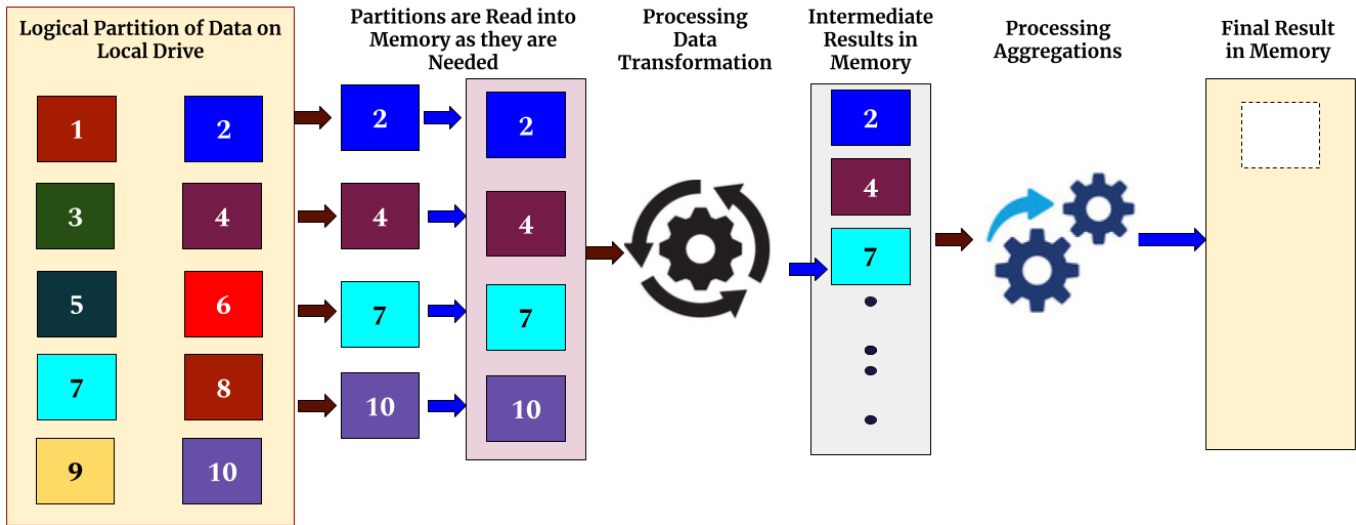 Logical Partition of Data on
Local Drive
Partitions are Read into
Memory as they are
Needed
Processing
Data
Transformation
Intermediate
Results in
Memory
Processing
Aggregations
Final Result
in Memory
1
2
3
4
5
6
7
8
9
10
2
4
7
10
2
4
7
10
2
4
7